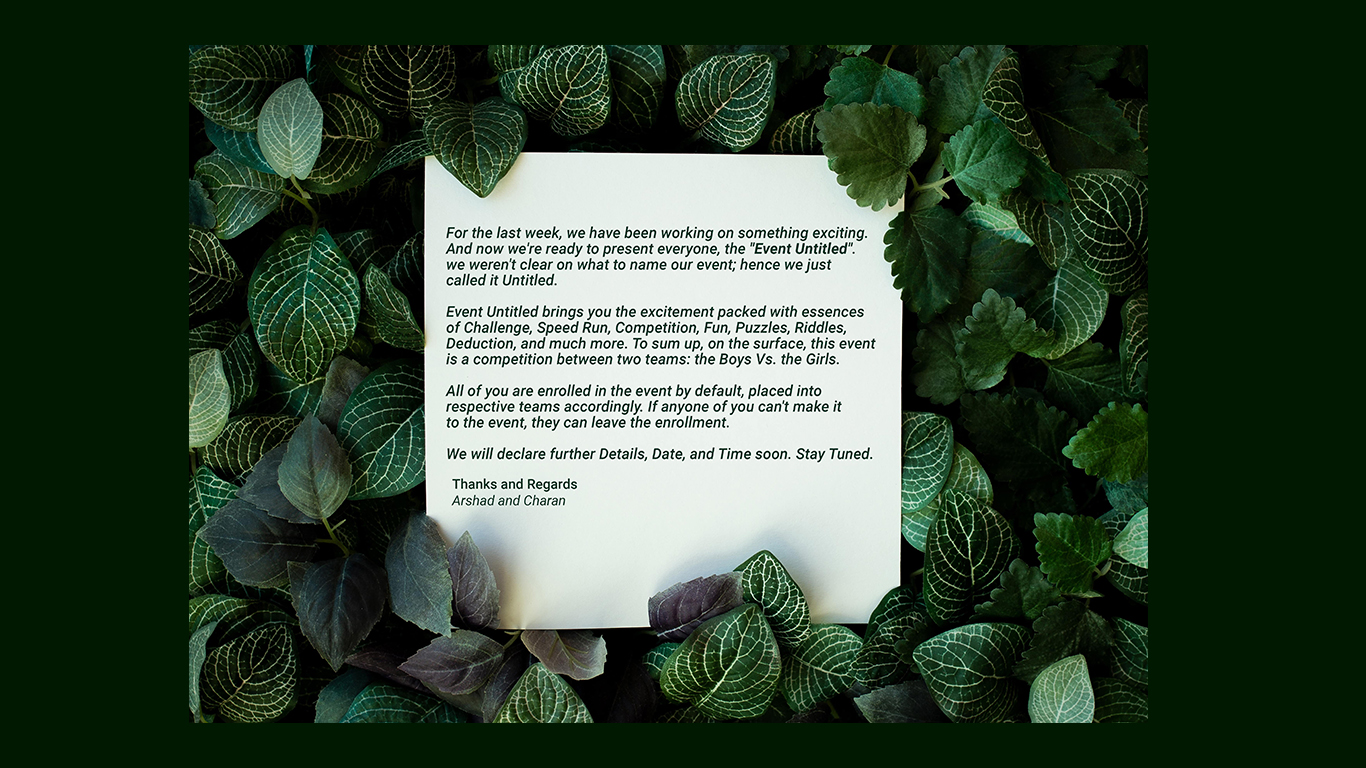 For the last week, we have been working on something exciting.
And now we're ready to present everyone, the "Event Untitled".
we weren't clear on what to name our event; hence we just
called it Untitled.
Event Untitled brings you the excitement packed with essences
of Challenge, Speed Run, Competition, Fun, Puzzles, Riddles,
Deduction, and much more. To sum up, on the surface, this event
is a competition between two teams: the Boys Vs. the Girls.
All of you are enrolled in the event by default, placed into
respective teams accordingly. If anyone of you can't make it
to the event, they can leave the enrollment.
We will declare further Details, Date, and Time soon. Stay Tuned.
Thanks and Regards
Arshad and Charan